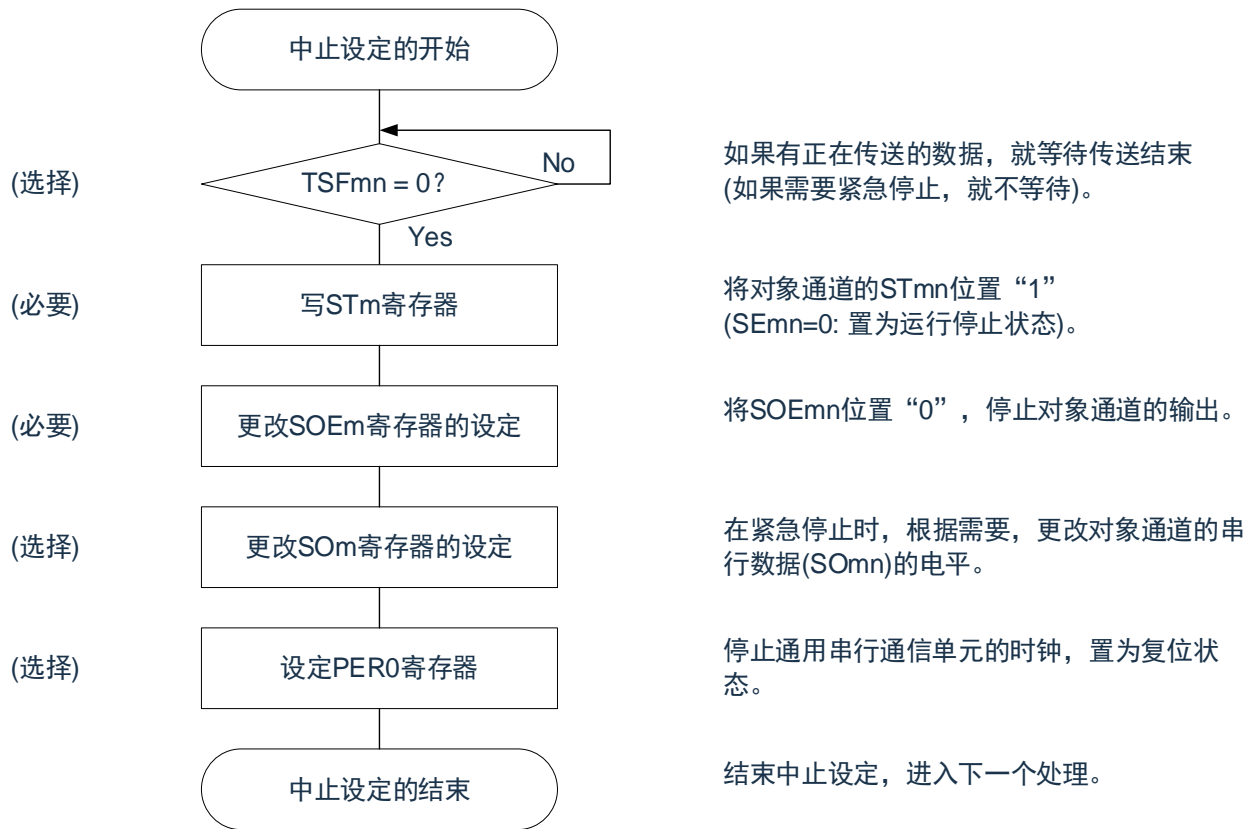 中止设定的开始
(选择)
TSFmn = 0?
No
Yes
如果有正在传送的数据，就等待传送结束
(如果需要紧急停止，就不等待)。
(必要)
写STm寄存器
将对象通道的STmn位置“1”
(SEmn=0: 置为运行停止状态)。
(必要)
更改SOEm寄存器的设定
将SOEmn位置“0”，停止对象通道的输出。
(选择)
更改SOm寄存器的设定
在紧急停止时，根据需要，更改对象通道的串
行数据(SOmn)的电平。
(选择)
设定PER0寄存器
停止通用串行通信单元的时钟，置为复位状
态。
中止设定的结束
结束中止设定，进入下一个处理。